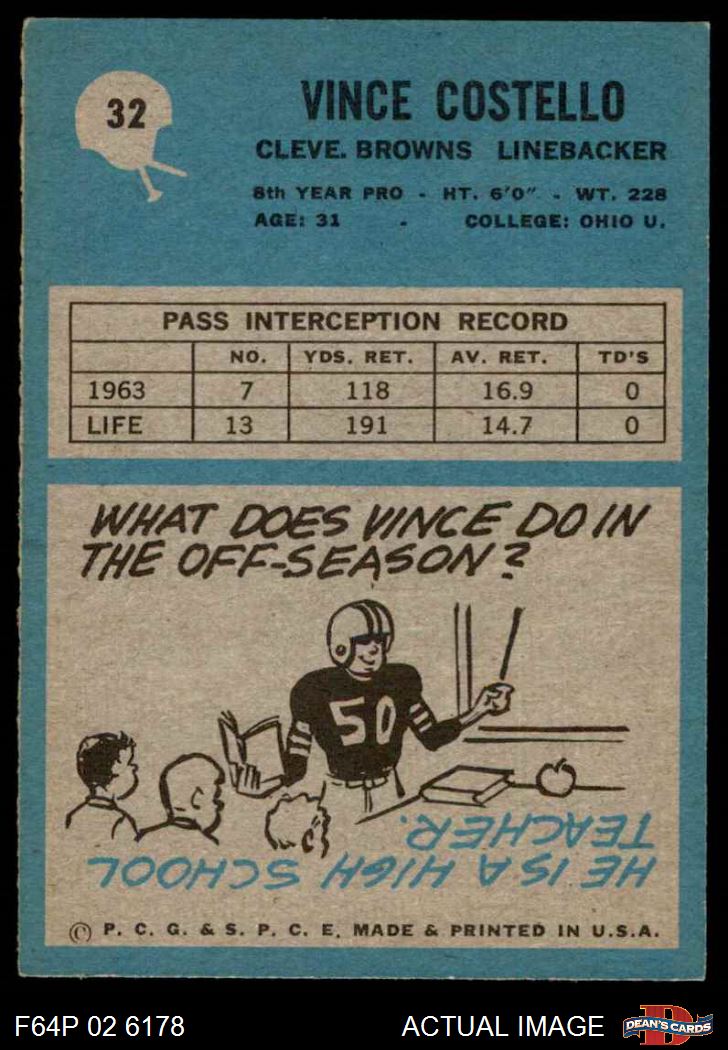 32
VINCE COSTELLO
CLEVE. BROWNS LINEBACKER
8th YEAR PRO - HT. 6'0" - WT. 228
AGE: 31 - COLLEGE: OHIO U.
PASS INTERCEPTION RECORD
NO. YDS. RET. AV. RET. TD'S
1963 7 118 16.9 0
LIFE 13 191 14.7 0
WHAT DOES VINCE DO IN
THE OFF-SEASON?
50
HE IS A HIGH SCHOOL
TEACHER.
© P. C. G. & S. P. C. E. MADE & PRINTED IN U.S.A.
F64P 02 6178 ACTUAL IMAGE
D
DEAN'S CARDS